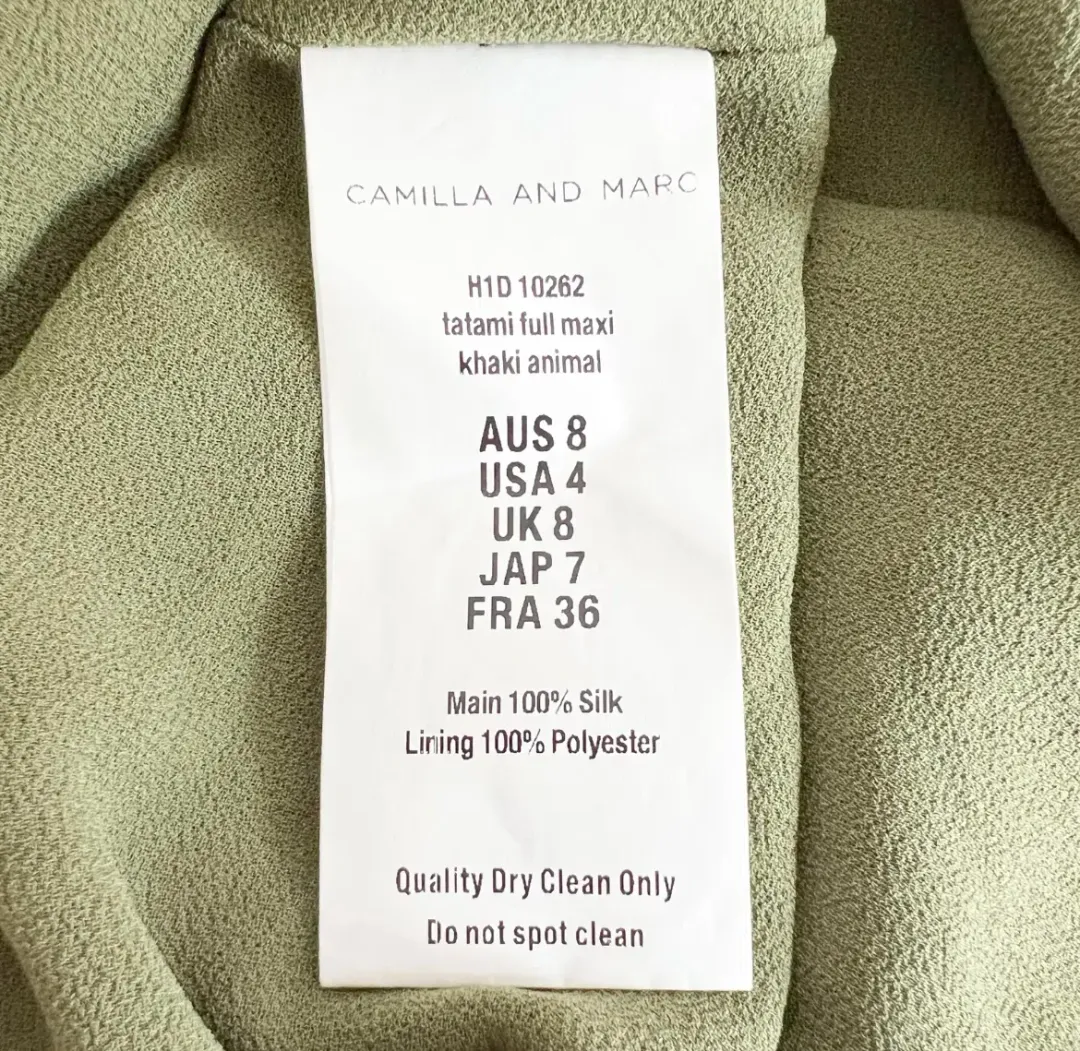 CAMILLA AND MARC
H1D 10262
tatami full maxi
khaki animal
AUS 8
USA 4
UK 8
JAP 7
FRA 36
Main 100% Silk
Lining 100% Polyester
Quality Dry Clean Only
Do not spot clean